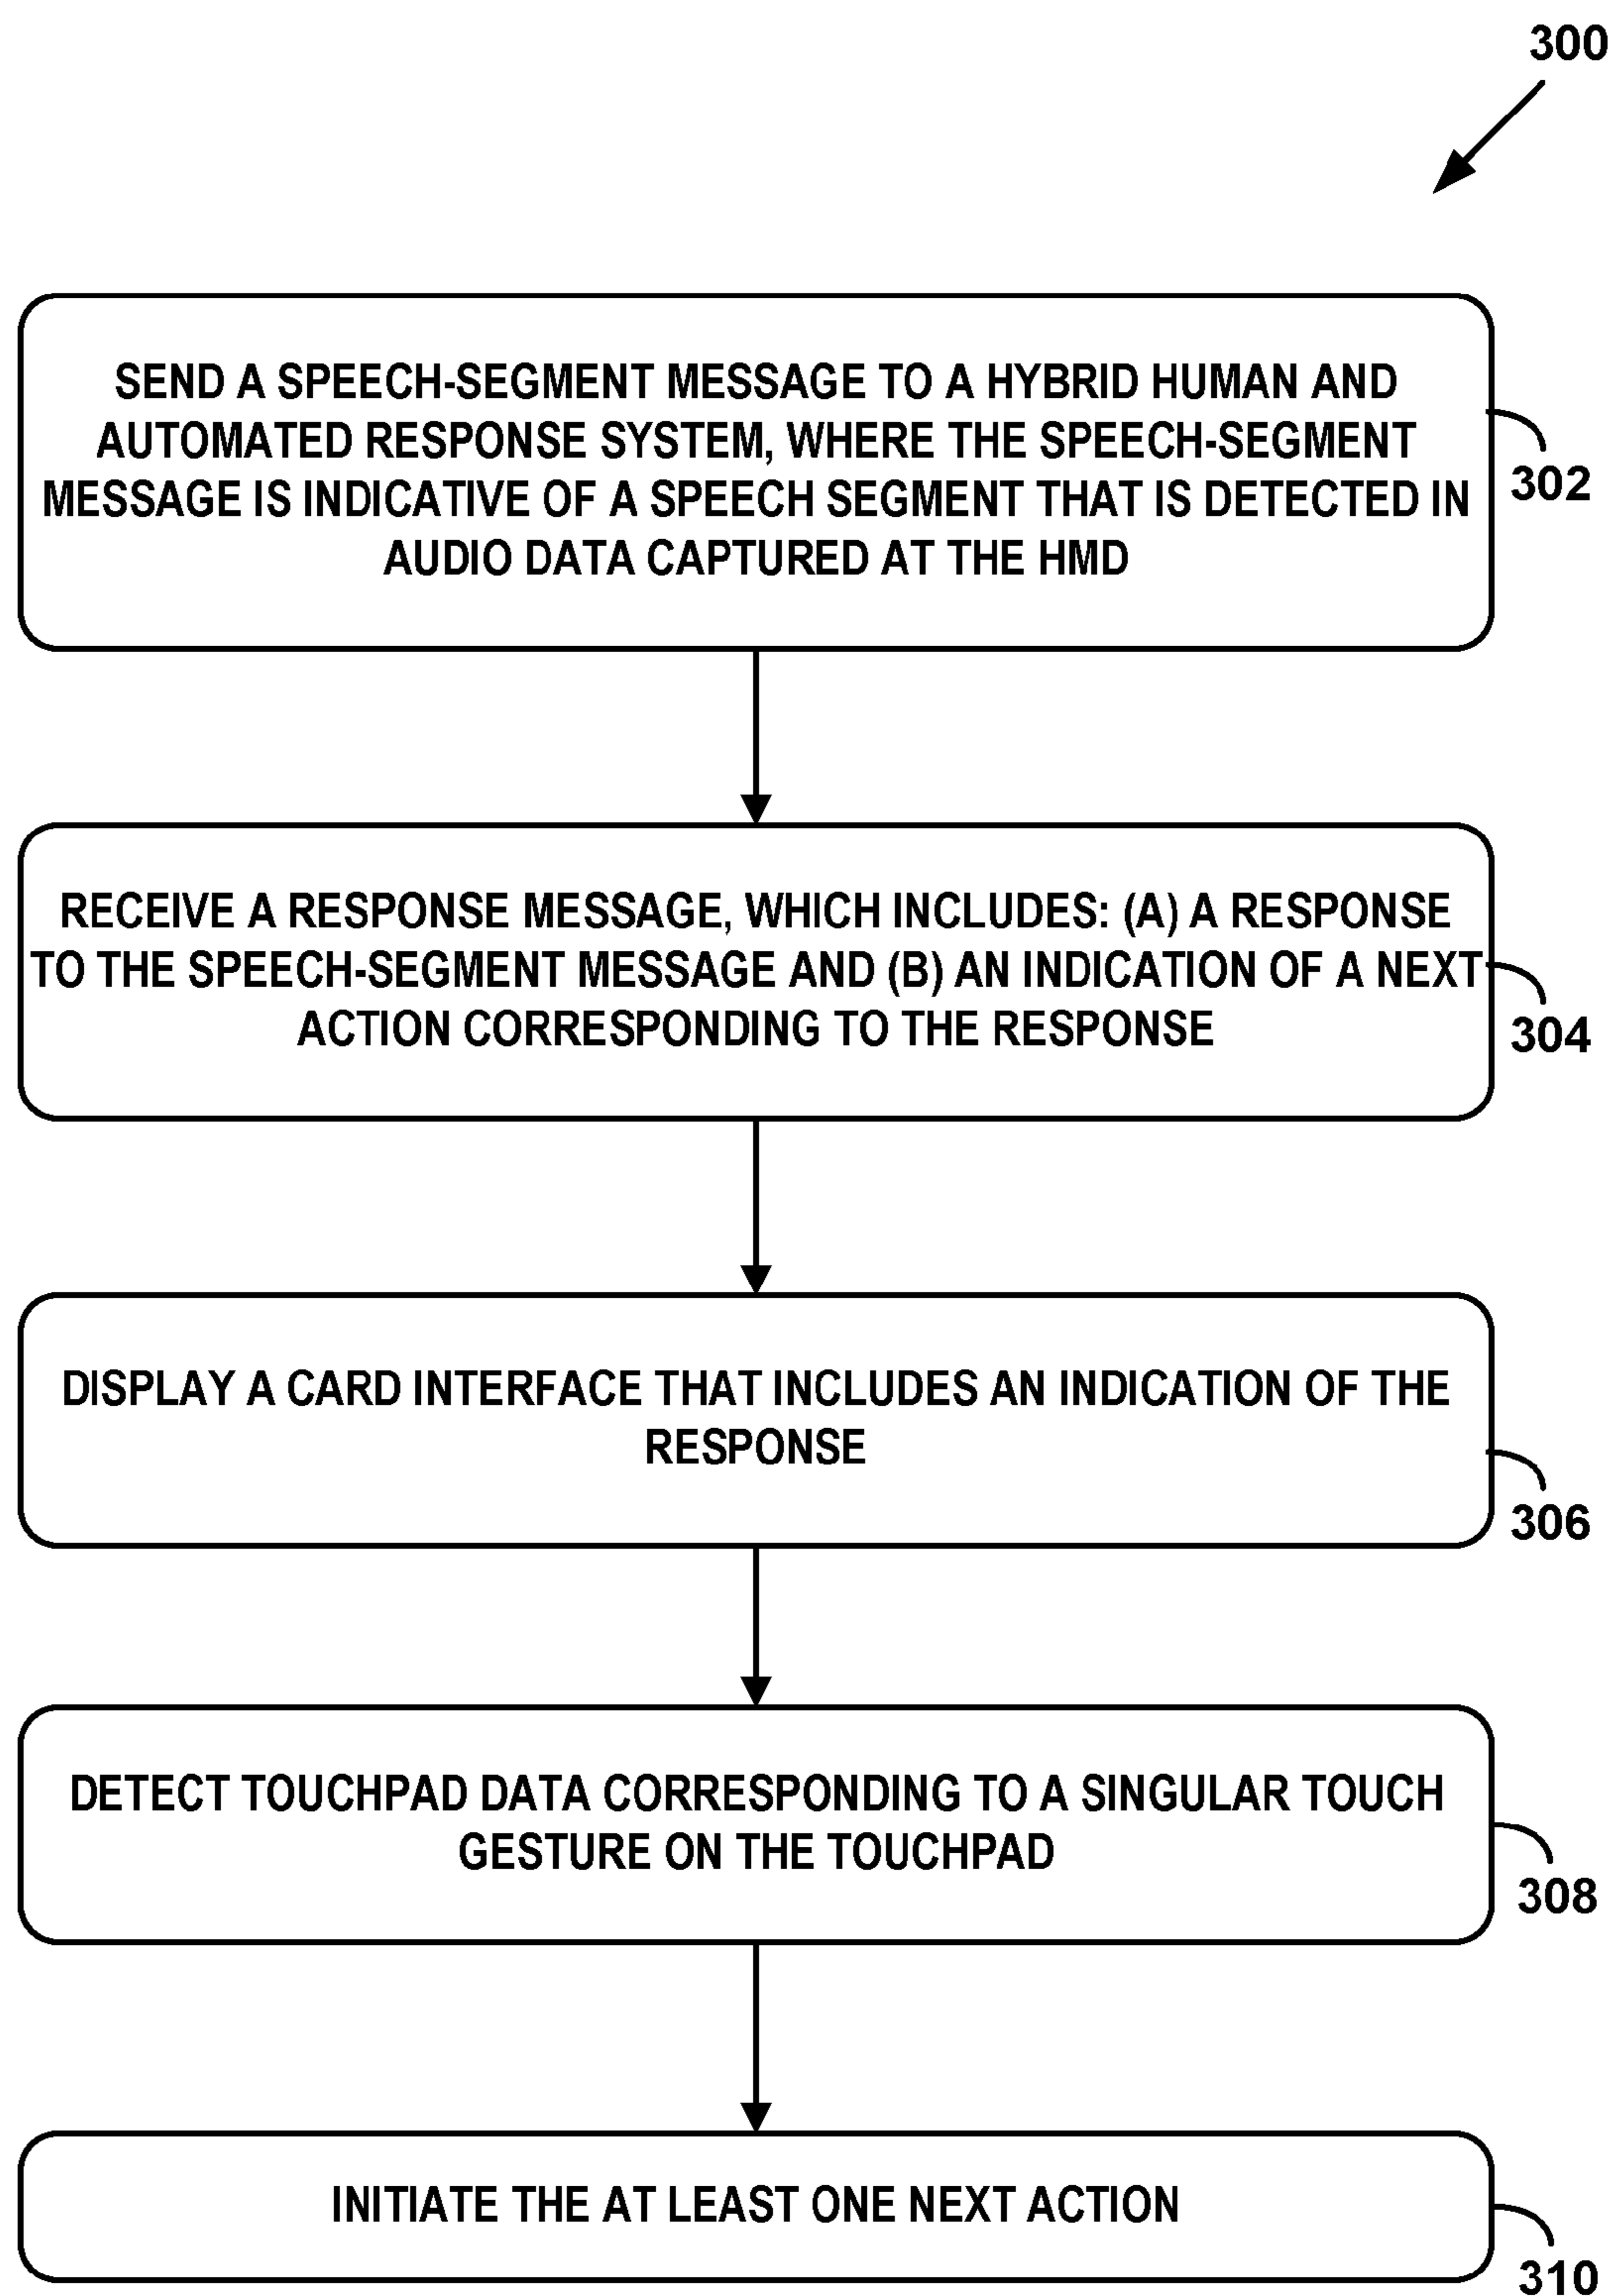 300
SEND A SPEECH-SEGMENT MESSAGE TO A HYBRID HUMAN AND
AUTOMATED RESPONSE SYSTEM, WHERE THE SPEECH-SEGMENT
MESSAGE IS INDICATIVE OF A SPEECH SEGMENT THAT IS DETECTED IN
AUDIO DATA CAPTURED AT THE HMD
302
RECEIVE A RESPONSE MESSAGE, WHICH INCLUDES: (A) A RESPONSE
TO THE SPEECH-SEGMENT MESSAGE AND (B) AN INDICATION OF A NEXT
ACTION CORRESPONDING TO THE RESPONSE
304
DISPLAY A CARD INTERFACE THAT INCLUDES AN INDICATION OF THE
RESPONSE
306
DETECT TOUCHPAD DATA CORRESPONDING TO A SINGULAR TOUCH
GESTURE ON THE TOUCHPAD
308
INITIATE THE AT LEAST ONE NEXT ACTION
310